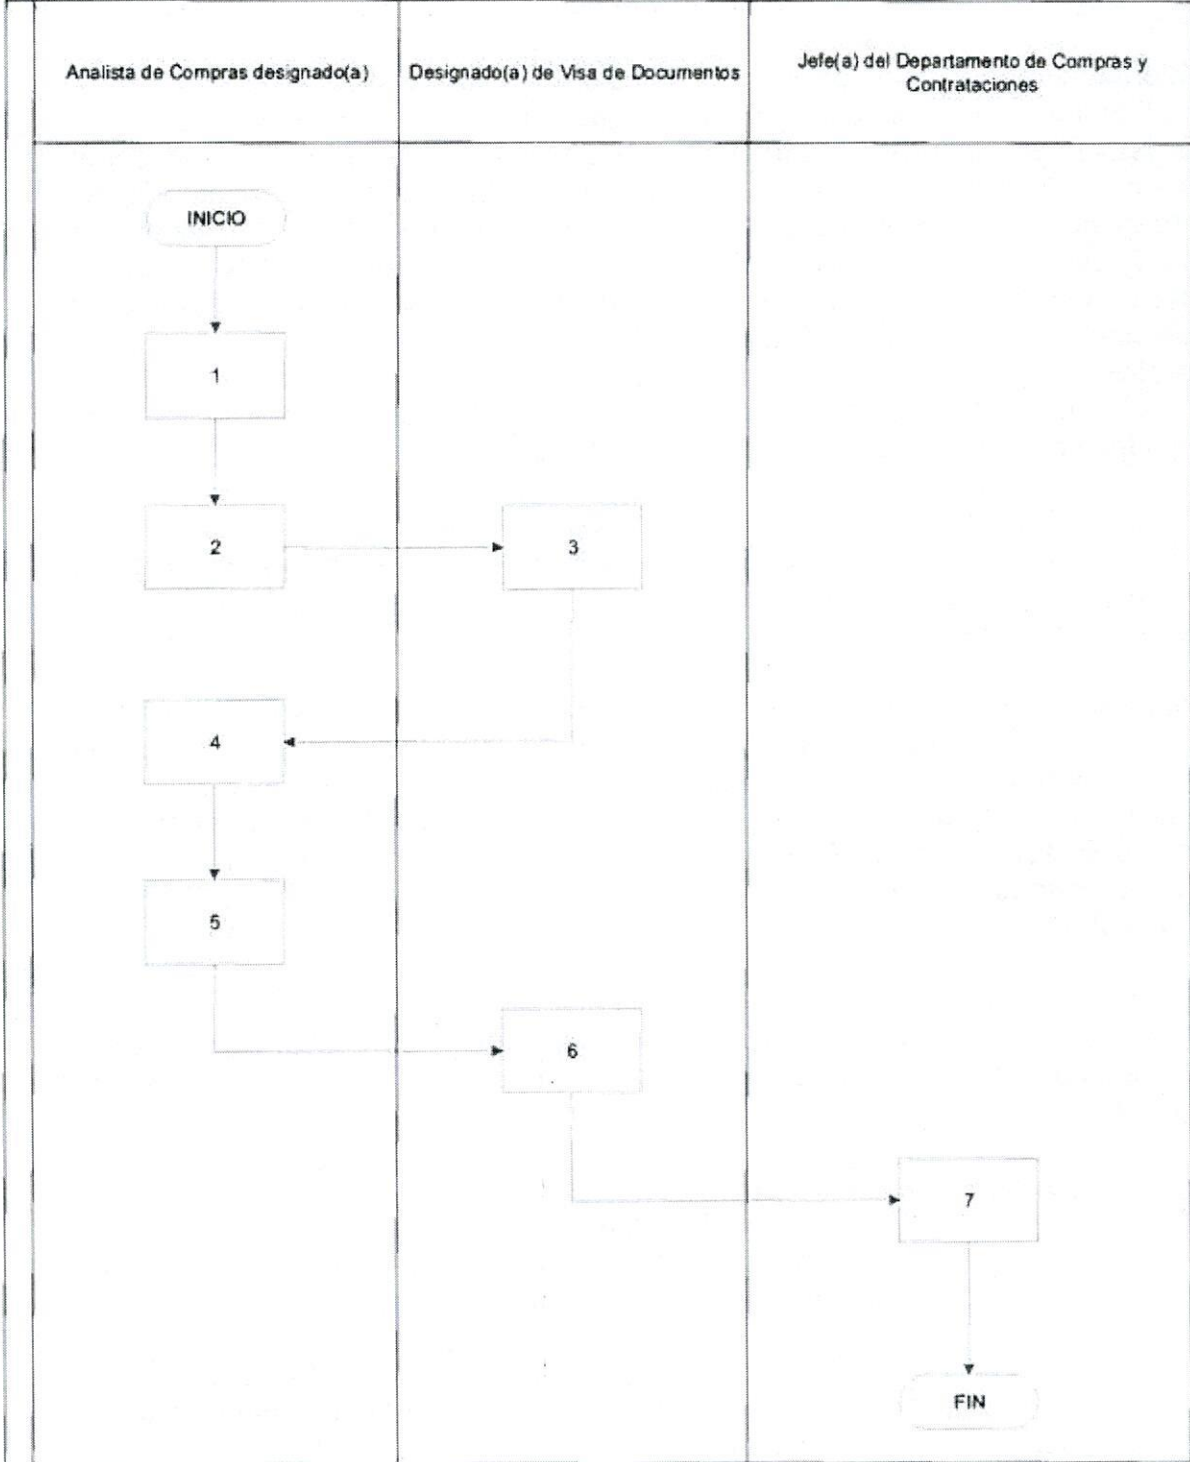 Analista de Compras designado(a)
Designado(a) de Visa de Documentos
Jefe(a) del Departamento de Compras y
Contrataciones
INICIO
1
2
3
4
5
6
7
FIN